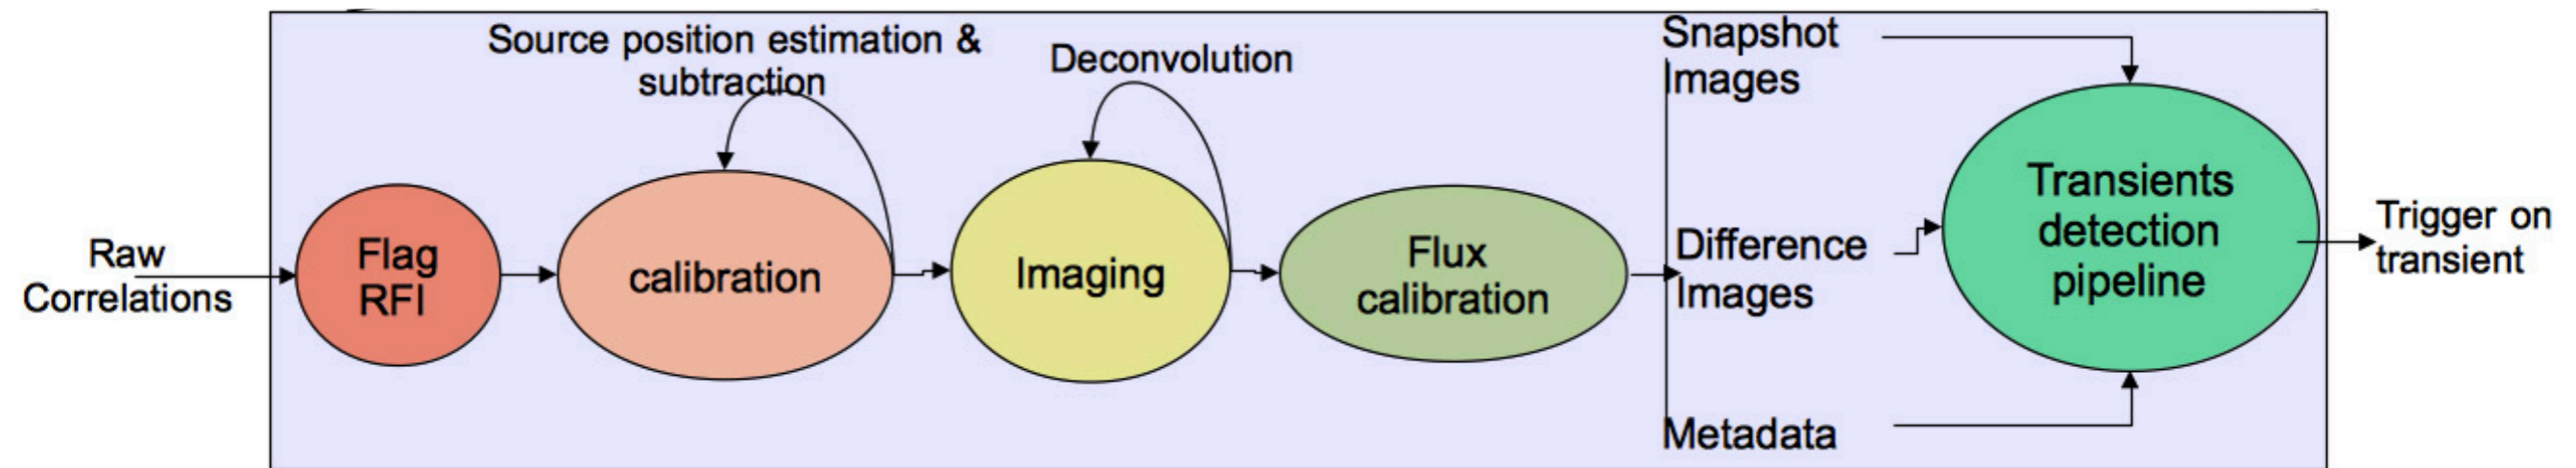 Raw
Correlations
Flag
RFI
Source position estimation &
subtraction
calibration
Deconvolution
Imaging
Flux
calibration
Snapshot
Images
Difference
Images
Metadata
Transients
detection
pipeline
Trigger on
transient